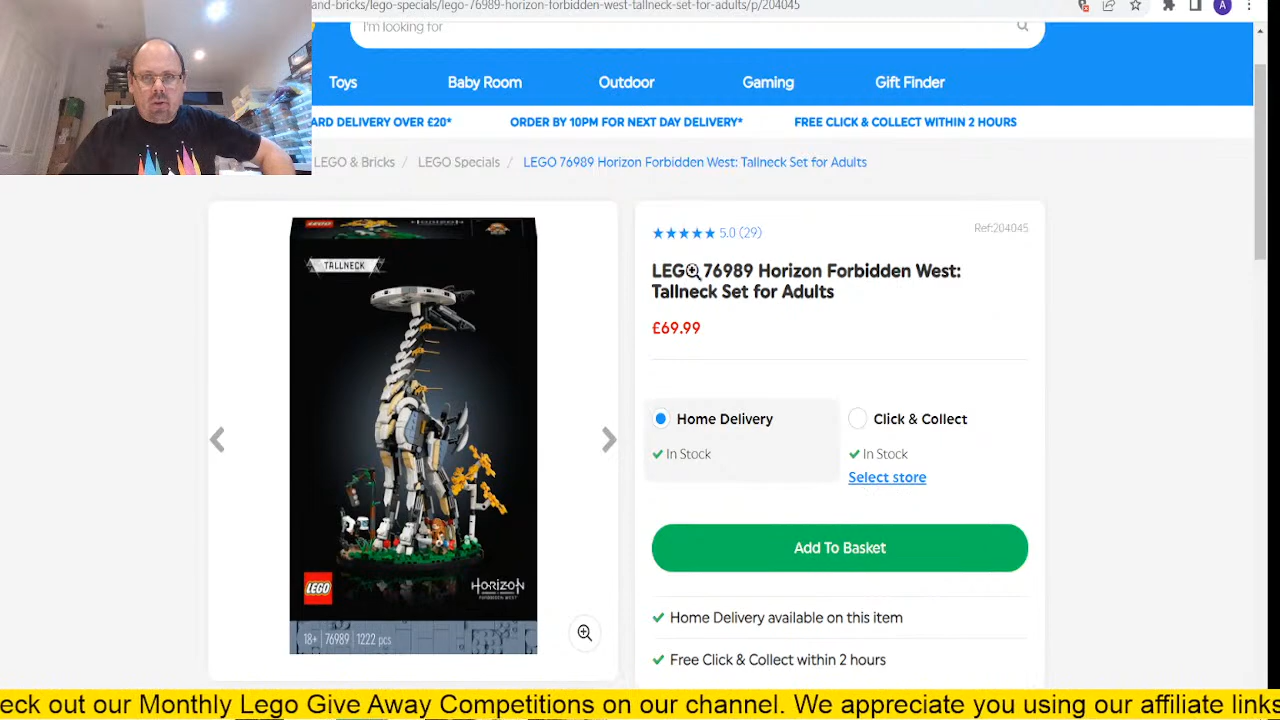 and-bricks/lego-specials/lego-76989-horizon-forbidden-west-tallneck-set-for-adults/p/204045
A
I'm looking for
Toys
Baby Room
Outdoor
Gaming
Gift Finder
ARD DELIVERY OVER £20*
ORDER BY 10PM FOR NEXT DAY DELIVERY*
FREE CLICK & COLLECT WITHIN 2 HOURS
LEGO & Bricks /
LEGO Specials /
LEGO 76989 Horizon Forbidden West: Tallneck Set for Adults
TALLNECK
LEGO
HORIZON
FORBIDDEN WEST
18+ 76989 1222 pcs
5.0 (29)
Ref:204045
LEGO 76989 Horizon Forbidden West:
Tallneck Set for Adults
£69.99
Home Delivery
In Stock
Click & Collect
In Stock
Select store
Add To Basket
Home Delivery available on this item
Free Click & Collect within 2 hours
eck out our Monthly Lego Give Away Competitions on our channel. We appreciate you using our affiliate links